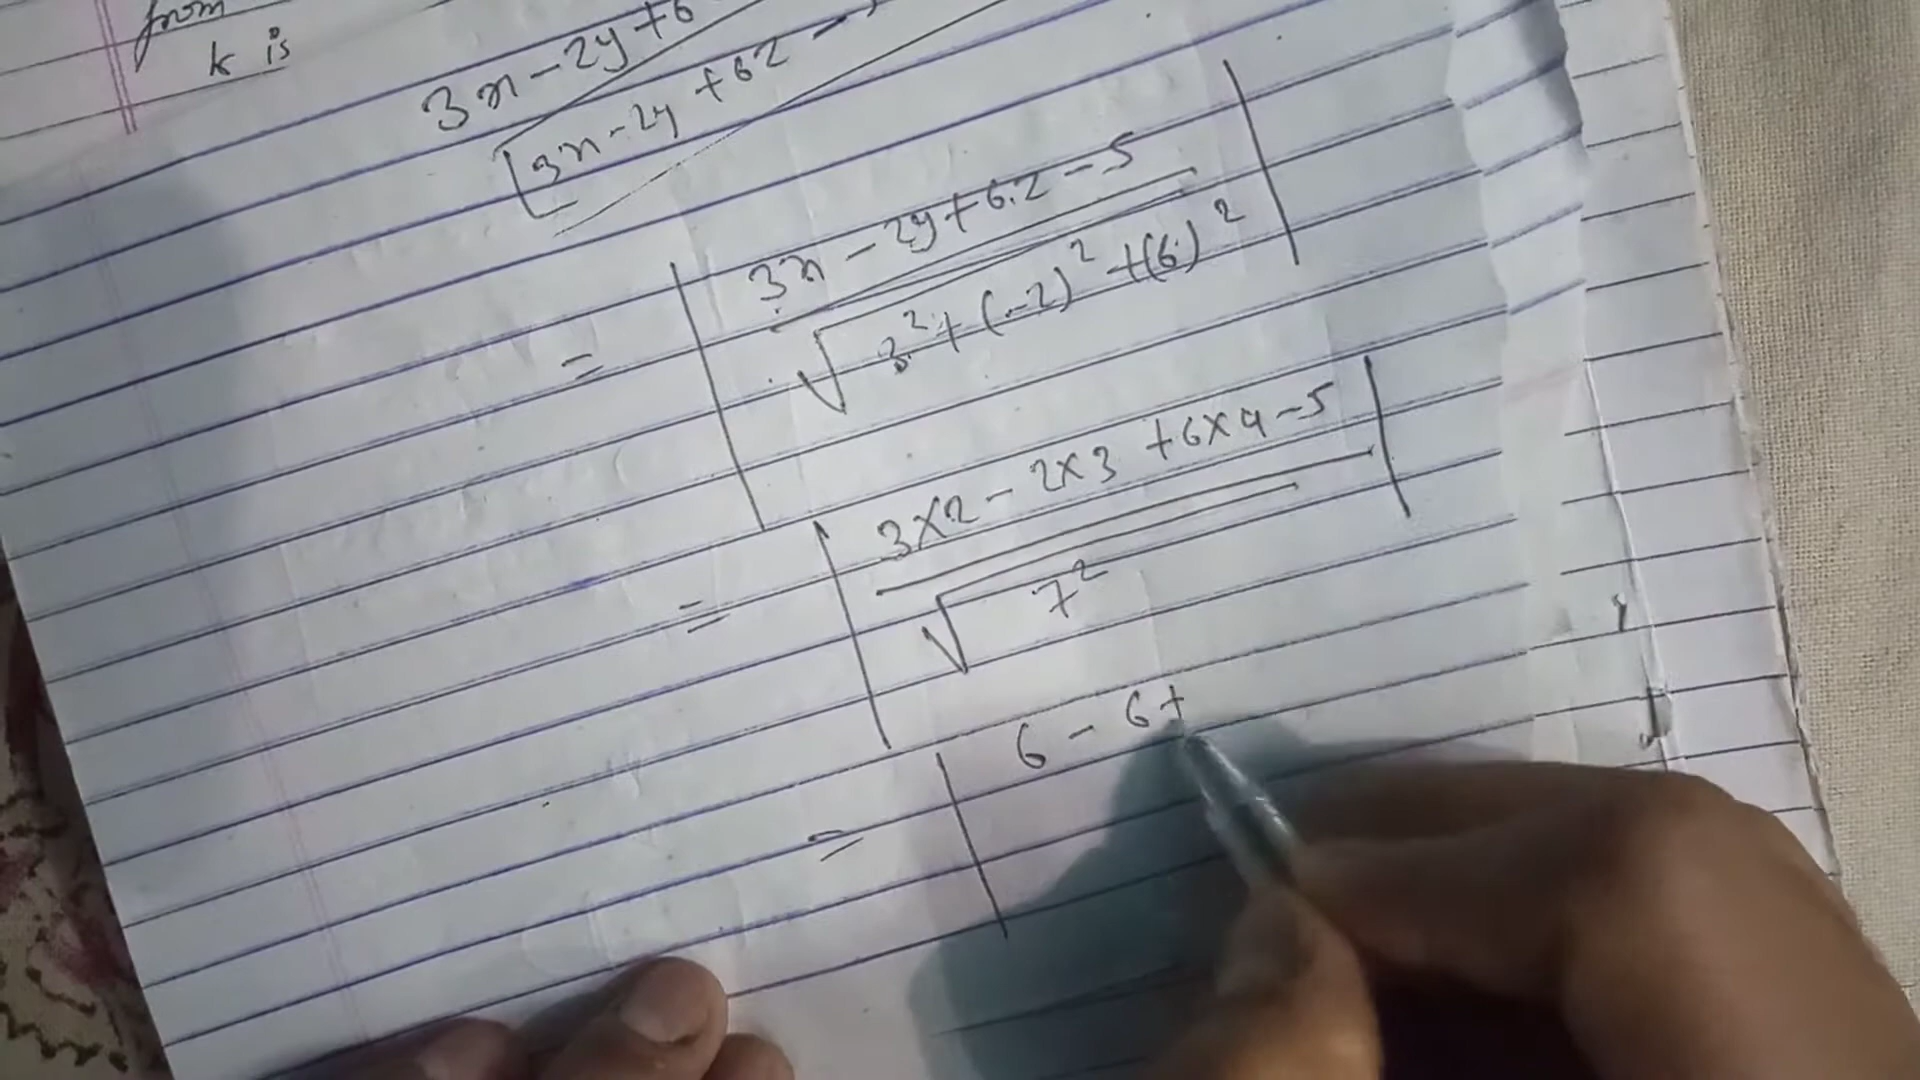 from
k is
3x - 2y + 6
3x - 2y + 6z -
= | 3x - 2y + 6.z - 5 |
√3² + (-2)² + (6)²
= | 3×2 - 2×3 + 6×4 - 5 |
√7²
= | 6 - 6 +